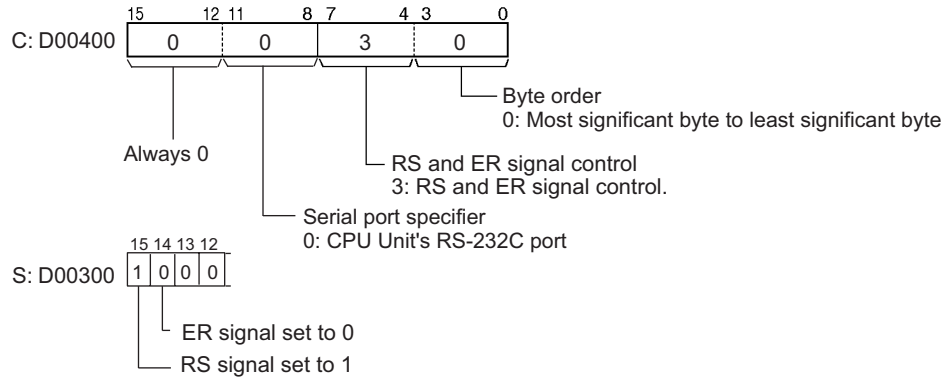 15 12 11 8 7 4 3 0
C: D00400 0 0 3 0
Byte order
0: Most significant byte to least significant byte
Always 0
RS and ER signal control
3: RS and ER signal control.
Serial port specifier
0: CPU Unit's RS-232C port
15 14 13 12
S: D00300 1 0 0 0
ER signal set to 0
RS signal set to 1